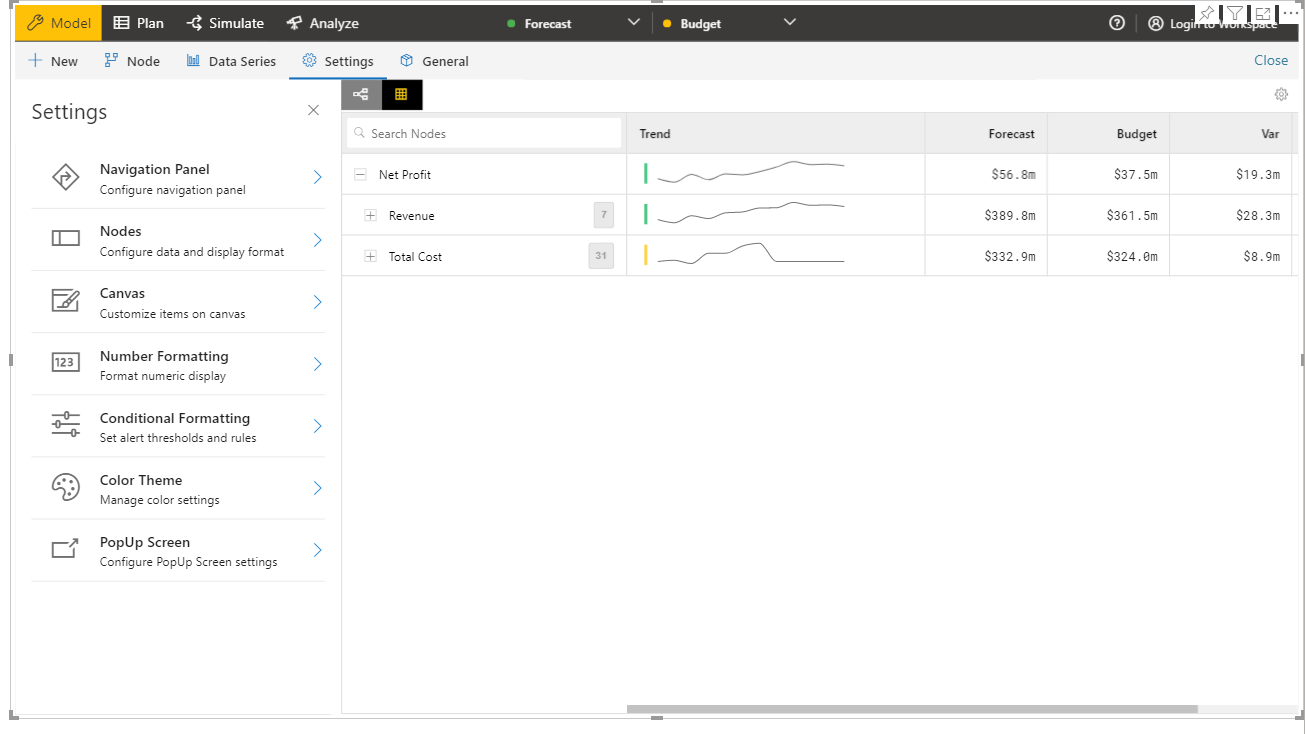 Model Plan Simulate Analyze Forecast Budget Login to Workspace
New Node Data Series Settings General Close
Settings
Navigation Panel
Configure navigation panel
Nodes
Configure data and display format
Canvas
Customize items on canvas
123
Number Formatting
Format numeric display
Conditional Formatting
Set alert thresholds and rules
Color Theme
Manage color settings
PopUp Screen
Configure PopUp Screen settings
Search Nodes Trend Forecast Budget Var
Net Profit $56.8m $37.5m $19.3m
Revenue 7 $389.8m $361.5m $28.3m
Total Cost 31 $332.9m $324.0m $8.9m